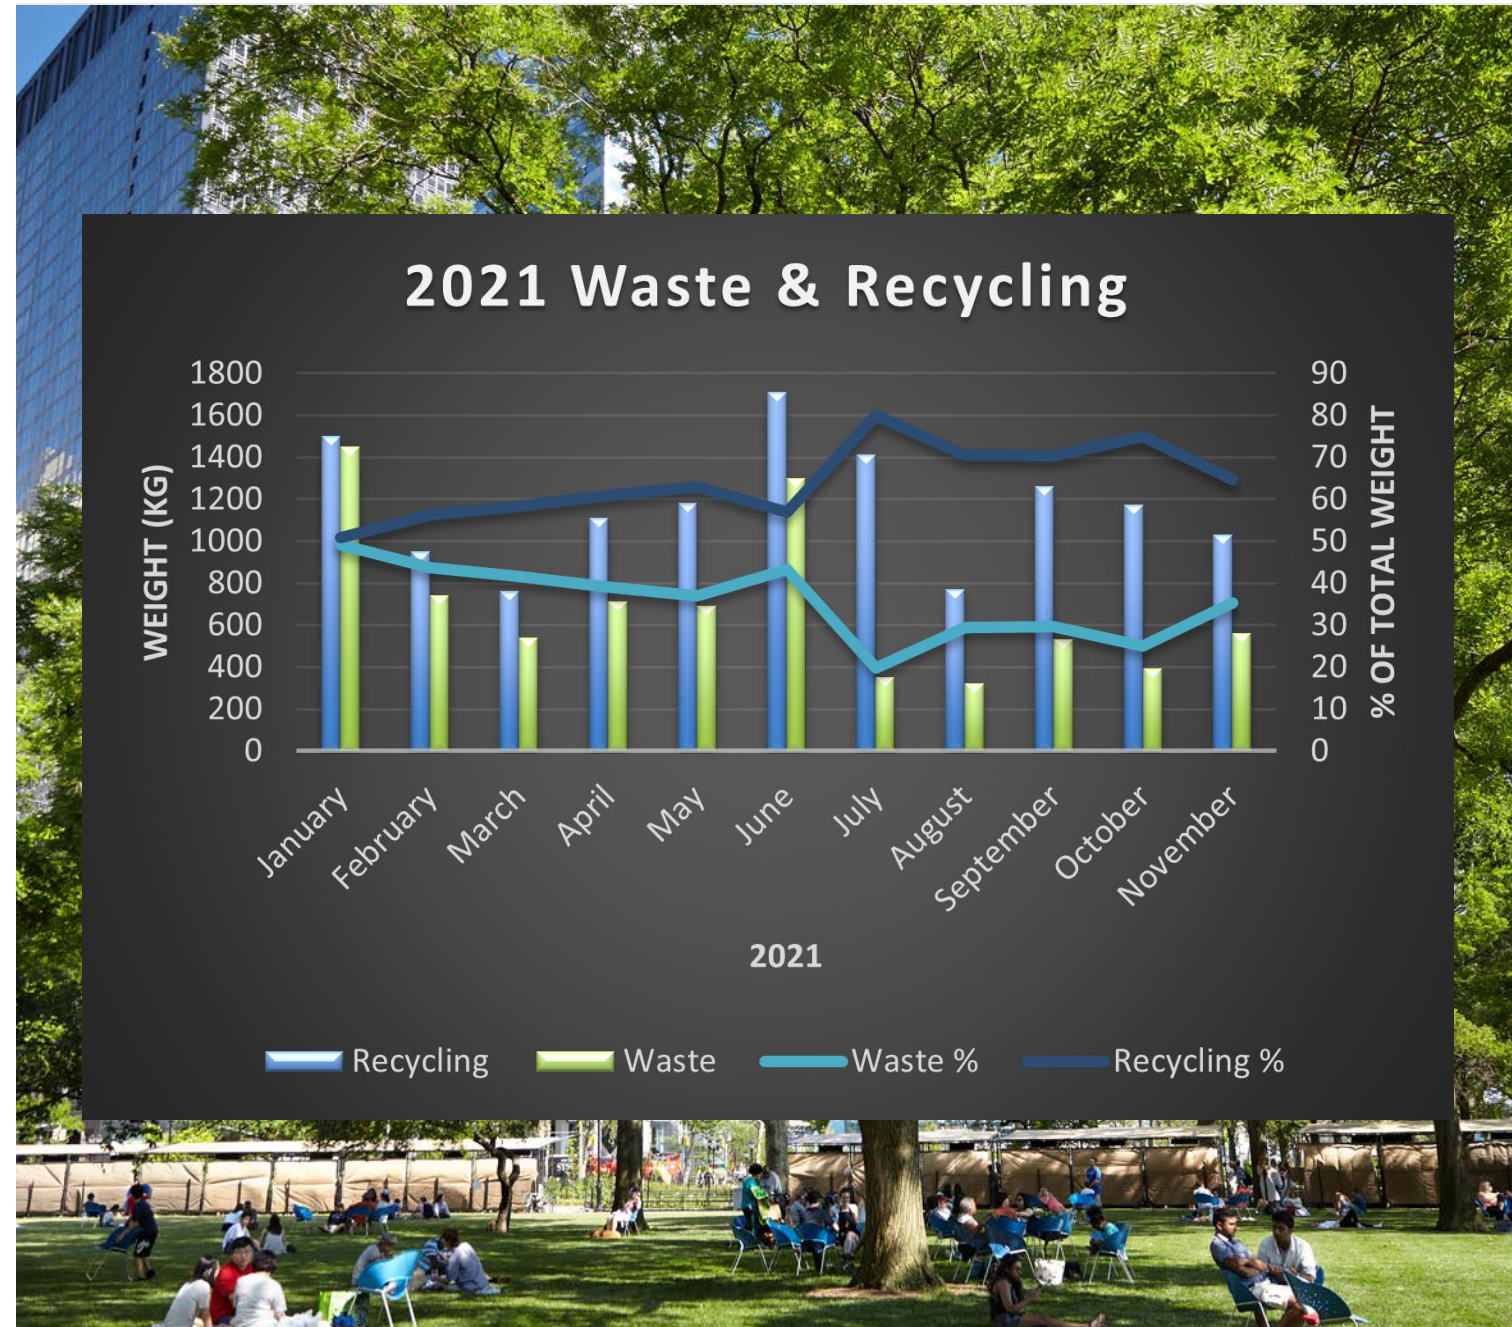 2021 Waste & Recycling
1800
1600
1400
1200
1000
800
600
400
200
0
WEIGHT (KG)
90
80
70
60
50
40
30
20
10
0
% OF TOTAL WEIGHT
January
February
March
April
May
June
July
August
September
October
November
2021
Recycling
Waste
Waste %
Recycling %